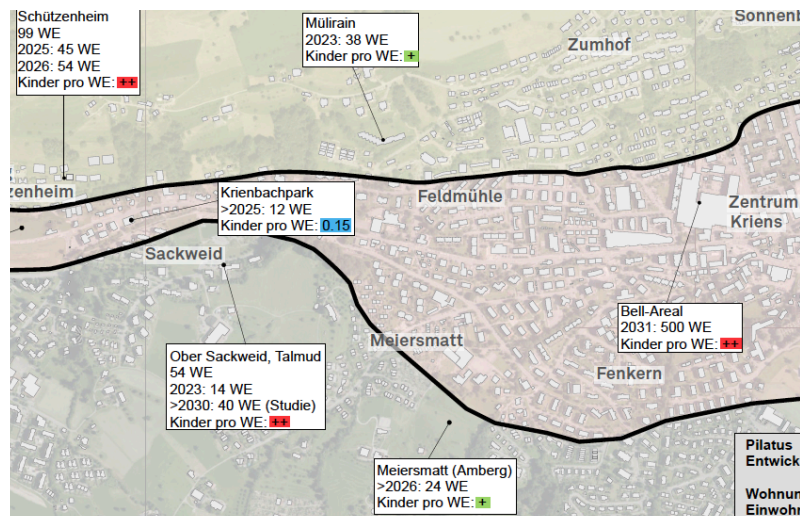 Schützenheim
99 WE
2025: 45 WE
2026: 54 WE
Kinder pro WE: ++
Mülirain
2023: 38 WE
Kinder pro WE: +
Zumhof
Sonnenb
zenheim
Krienbachpark
>2025: 12 WE
Kinder pro WE: 0.15
Feldmühle
Zentrum
Kriens
Sackweid
Bell-Areal
2031: 500 WE
Kinder pro WE: ++
Meiersmatt
Ober Sackweid, Talmud
54 WE
2023: 14 WE
>2030: 40 WE (Studie)
Kinder pro WE: ++
Fenkern
Meiersmatt (Amberg)
>2026: 24 WE
Kinder pro WE: +
Pilatus
Entwick
Wohnun
Einwohn